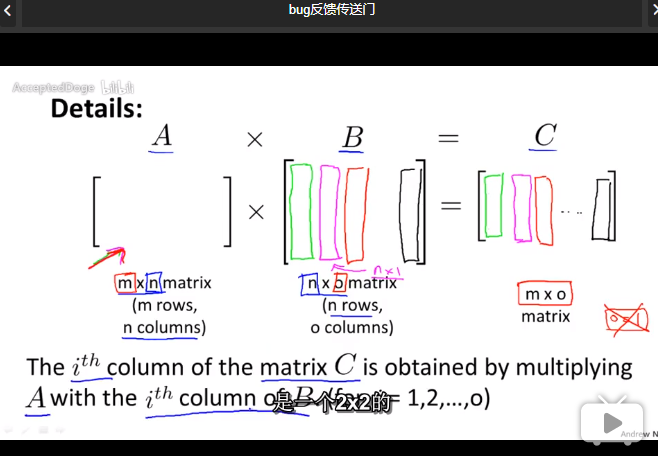 bug反馈传送门
AcceptedDoge bilibili
Details:
A × B = C
× =
n×1
m x n matrix
(m rows,
n columns)
n x o matrix
(n rows,
o columns)
m x o
matrix
The i^th column of the matrix C is obtained by multiplying
A with the i^th column of B = 1,2,…,o)
是一个2x2的
Andrew N